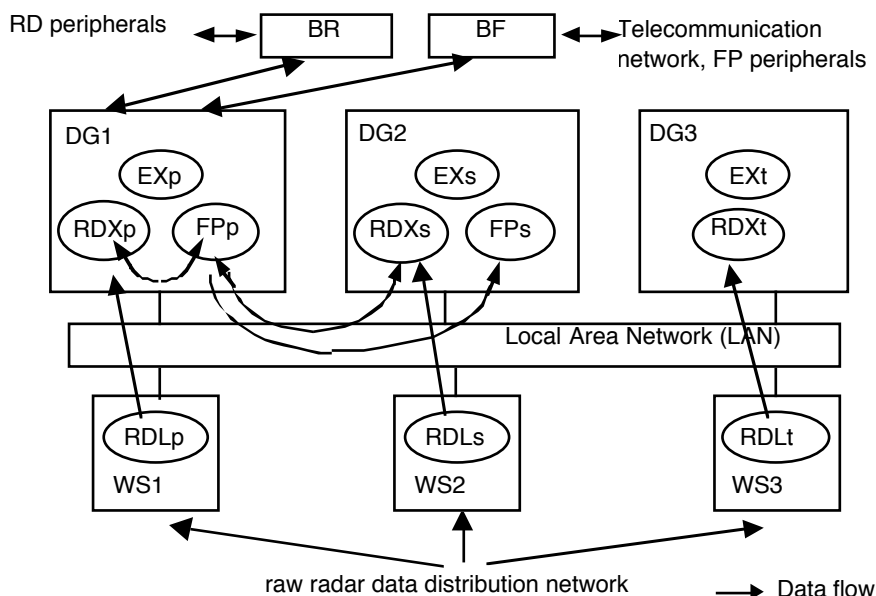 RD peripherals
BR
BF
Telecommunication
network, FP peripherals
DG1
DG2
DG3
EXp
EXs
EXt
RDXp
FPp
RDXs
FPs
RDXt
Local Area Network (LAN)
RDLp
RDLs
RDLt
WS1
WS2
WS3
raw radar data distribution network
Data flow